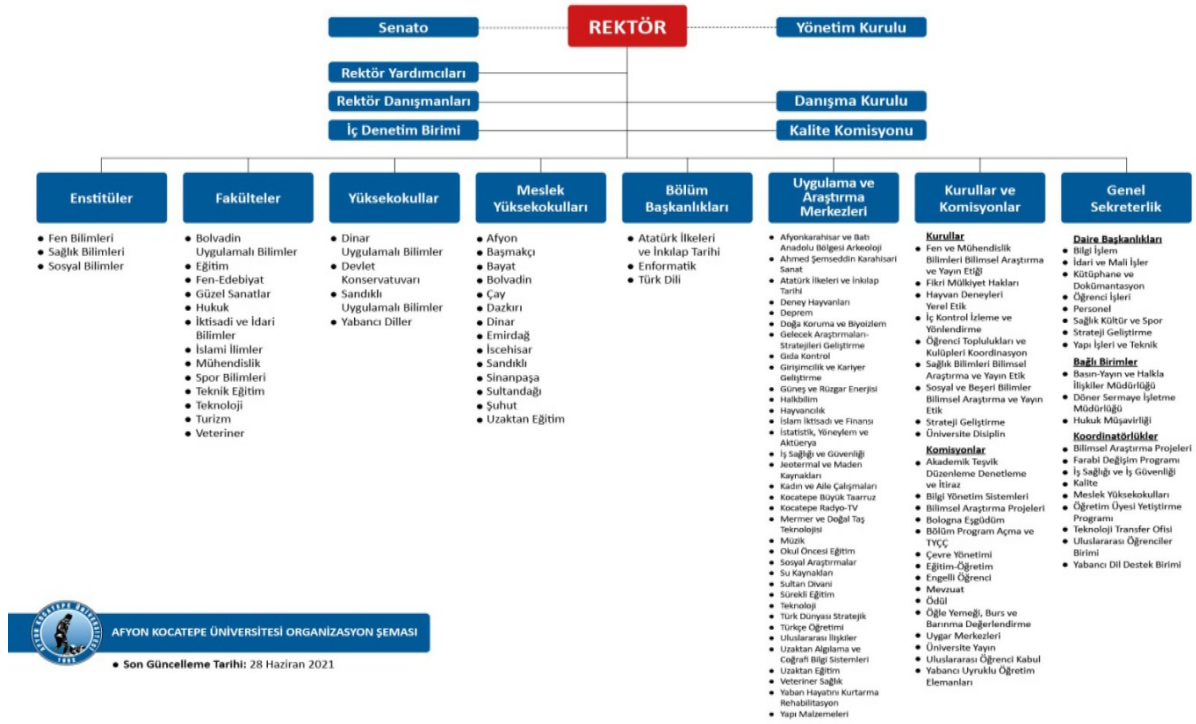 Senato
REKTÖR
Yönetim Kurulu
Rektör Yardımcıları
Rektör Danışmanları
Danışma Kurulu
İç Denetim Birimi
Kalite Komisyonu
Enstitüler
• Fen Bilimleri
• Sağlık Bilimleri
• Sosyal Bilimler
Fakülteler
• Bolvadin
Uygulamalı Bilimler
• Eğitim
• Fen-Edebiyat
• Güzel Sanatlar
• Hukuk
• İktisadi ve İdari
Bilimler
• İslami İlimler
• Mühendislik
• Spor Bilimleri
• Teknik Eğitim
• Teknoloji
• Turizm
• Veteriner
Yüksekokullar
• Dinar
Uygulamalı Bilimler
• Devlet
Konservatuvarı
• Sandıklı
Uygulamalı Bilimler
• Yabancı Diller
Meslek
Yüksekokulları
• Afyon
• Başmakçı
• Bayat
• Bolvadin
• Çay
• Dazkırı
• Dinar
• Emirdağ
• İscehisar
• Sandıklı
• Sinanpaşa
• Sultandağı
• Şuhut
• Uzaktan Eğitim
Bölüm
Başkanlıkları
• Atatürk İlkeleri
ve İnkılap Tarihi
• Enformatik
• Türk Dili
Uygulama ve
Araştırma
Merkezleri
• Afyonkarahisar ve Batı
Anadolu Bölgesi Arkeoloji
• Ahmed Şemseddin Karahisari
Sanat
• Atatürk İlkeleri ve İnkılap
Tarihi
• Deney Hayvanları
• Deprem
• Doğa Koruma ve Biyoizlem
• Gelecek Araştırmaları-
Stratejileri Geliştirme
• Gıda Kontrol
• Girişimcilik ve Kariyer
Geliştirme
• Güneş ve Rüzgar Enerjisi
• Halkbilim
• Hayvancılık
• İslam İktisadı ve Finansı
• İstatistik, Yöneylem ve
Aktüerya
• İş Sağlığı ve Güvenliği
• Jeotermal ve Maden
Kaynakları
• Kadın ve Aile Çalışmaları
• Kocatepe Büyük Taarruz
• Kocatepe Radyo-TV
• Mermer ve Doğal Taş
Teknolojisi
• Müzik
• Okul Öncesi Eğitim
• Sosyal Araştırmalar
• Su Kaynakları
• Sultan Divani
• Sürekli Eğitim
• Teknoloji
• Türk Dünyası Stratejik
• Türkçe Öğretimi
• Uluslararası İlişkiler
• Uzaktan Algılama ve
Coğrafi Bilgi Sistemleri
• Uzaktan Eğitim
• Veteriner Sağlık
• Yaban Hayatını Kurtarma
Rehabilitasyon
• Yapı Malzemeleri
Kurullar ve
Komisyonlar
Kurullar
• Fen ve Mühendislik
Bilimleri Bilimsel Araştırma
ve Yayın Etiği
• Fikri Mülkiyet Hakları
• Hayvan Deneyleri
Yerel Etik
• İç Kontrol İzleme ve
Yönlendirme
• Öğrenci Toplulukları ve
Kulüpleri Koordinasyon
• Sağlık Bilimleri Bilimsel
Araştırma ve Yayın Etik
• Sosyal ve Beşeri Bilimler
Bilimsel Araştırma ve Yayın
Etik
• Strateji Geliştirme
• Üniversite Disiplin
Komisyonlar
• Akademik Teşvik
Düzenleme Denetleme
ve İtiraz
• Bilgi Yönetim Sistemleri
• Bilimsel Araştırma Projeleri
• Bologna Eşgüdüm
• Bölüm Program Açma ve
TYÇÇ
• Çevre Yönetimi
• Eğitim-Öğretim
• Engelli Öğrenci
• Mevzuat
• Ödül
• Öğle Yemeği, Burs ve
Barınma Değerlendirme
• Uygar Merkezleri
• Üniversite Yayın
• Uluslararası Öğrenci Kabul
• Yabancı Uyruklu Öğretim
Elemanları
Genel
Sekreterlik
Daire Başkanlıkları
• Bilgi İşlem
• İdari ve Mali İşler
• Kütüphane ve
Dokümantasyon
• Öğrenci İşleri
• Personel
• Sağlık Kültür ve Spor
• Strateji Geliştirme
• Yapı İşleri ve Teknik
Bağlı Birimler
• Basın-Yayın ve Halkla
İlişkiler Müdürlüğü
• Döner Sermaye İşletme
Müdürlüğü
• Hukuk Müşavirliği
Koordinatörlükler
• Bilimsel Araştırma Projeleri
• Farabi Değişim Programı
• İş Sağlığı ve İş Güvenliği
• Kalite
• Meslek Yüksekokulları
• Öğretim Üyesi Yetiştirme
Programı
• Teknoloji Transfer Ofisi
• Uluslararası Öğrenciler
Birimi
• Yabancı Dil Destek Birimi
AFYON KOCATEPE ÜNİVERSİTESİ
1992
AFYON KOCATEPE ÜNİVERSİTESİ ORGANİZASYON ŞEMASI
• Son Güncelleme Tarihi: 28 Haziran 2021